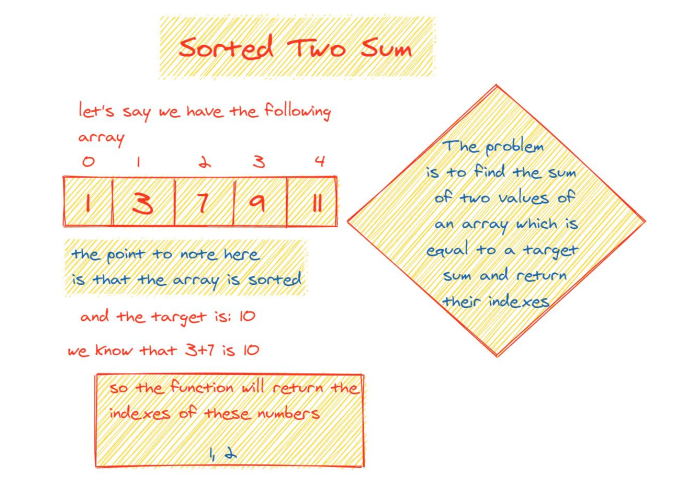 Sorted Two Sum
let's say we have the following
array
0 1 2 3 4
1 3 7 9 11
the point to note here
is that the array is sorted
and the target is: 10
we know that 3+7 is 10
so the function will return the
indexes of these numbers
1, 2
The problem
is to find the sum
of two values of
an array which is
equal to a target
sum and return
their indexes